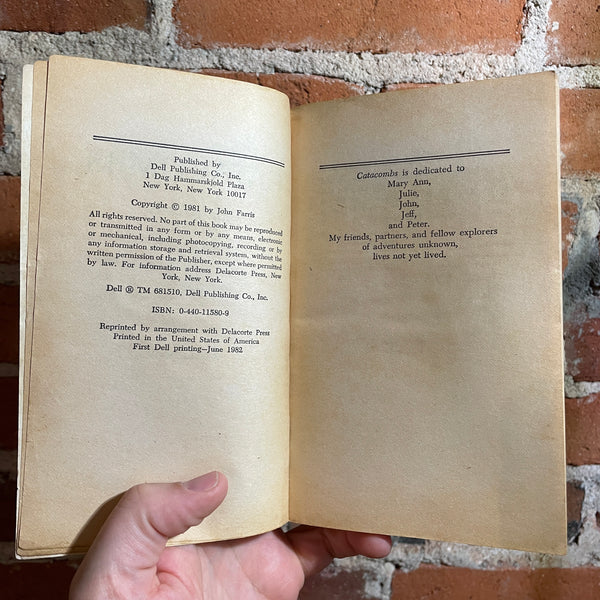 Published by
Dell Publishing Co., Inc.
1 Dag Hammarskjold Plaza
New York, New York 10017
Copyright © 1981 by John Farris
All rights reserved. No part of this book may be reproduced
or transmitted in any form or by any means, electronic
or mechanical, including photocopying, recording or by
any information storage and retrieval system, without the
written permission of the Publisher, except where permitted
by law. For information address Delacorte Press, New
York, New York.
Dell ® TM 681510, Dell Publishing Co., Inc.
ISBN: 0-440-11580-9
Reprinted by arrangement with Delacorte Press
Printed in the United States of America
First Dell printing—June 1982
Catacombs is dedicated to
Mary Ann,
Julie,
John,
Jeff,
and Peter.
My friends, partners, and fellow explorers
of adventures unknown,
lives not yet lived.